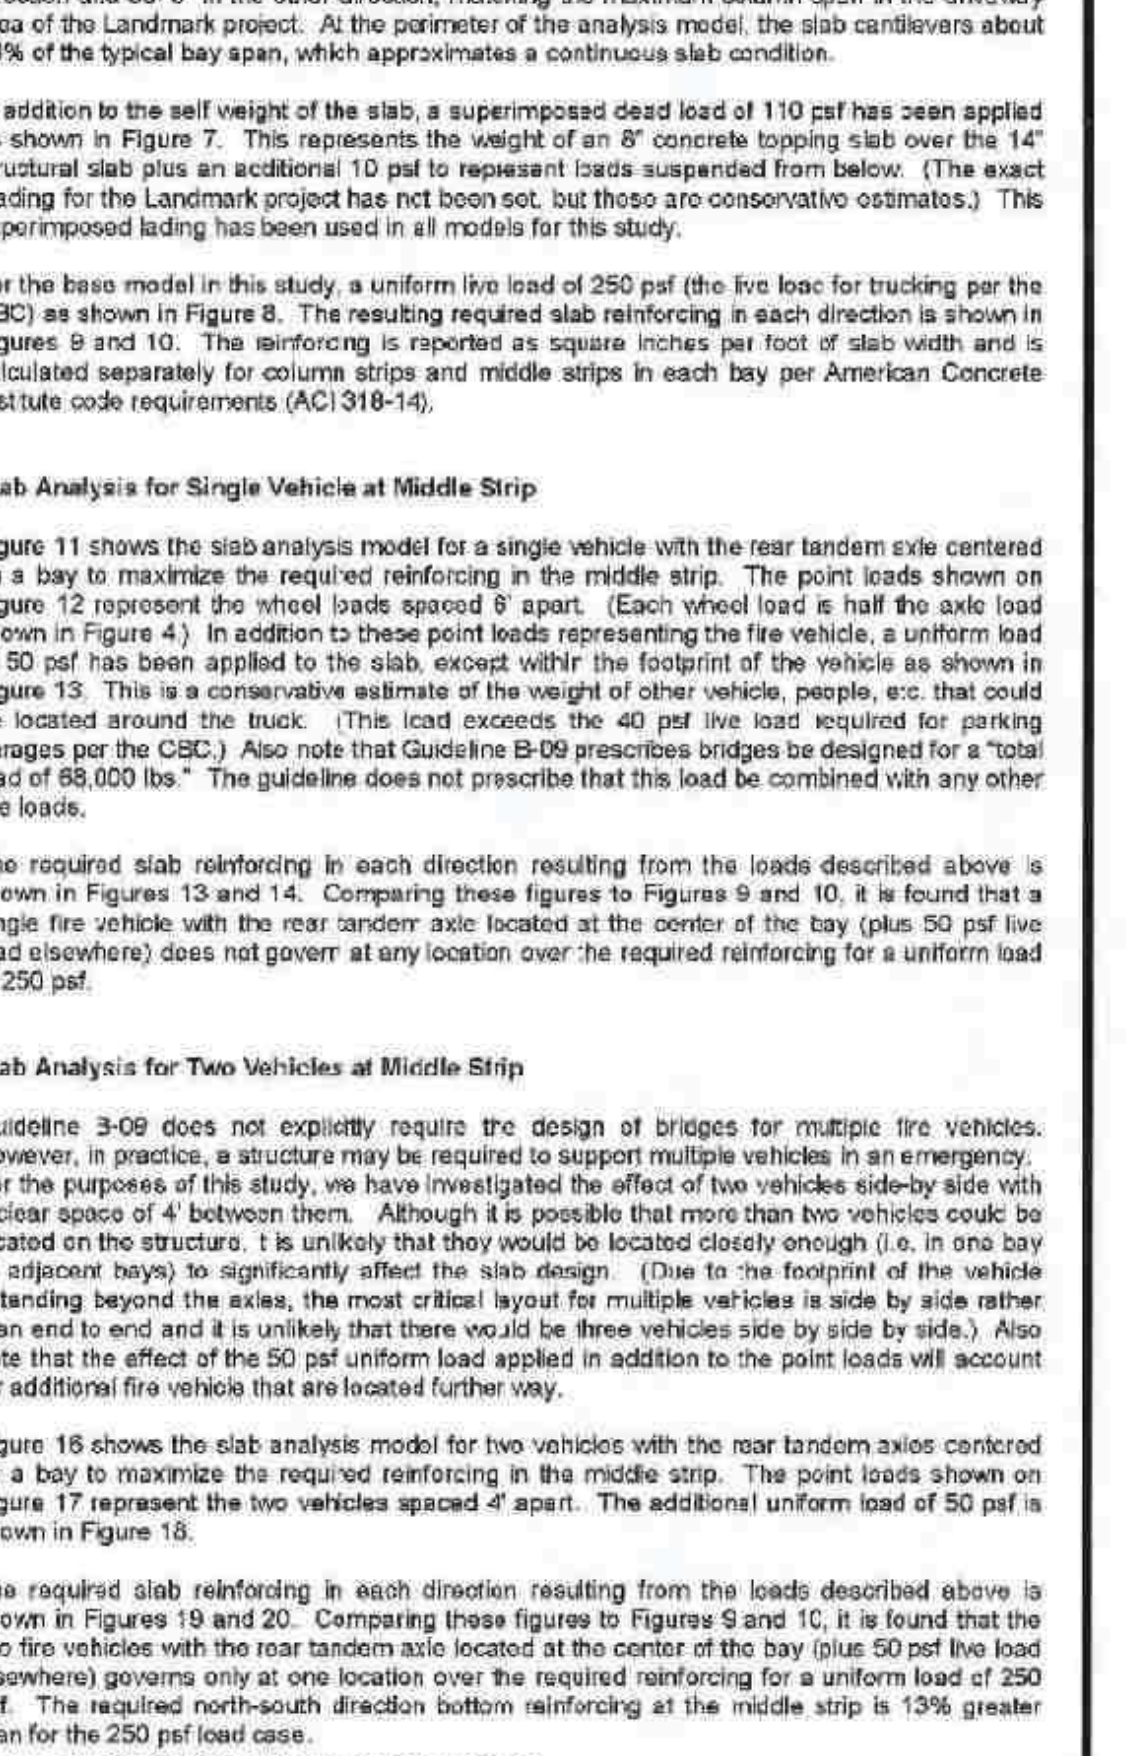 ea of the Landmark project. At the perimeter of the analysis model, the slab cantilevers about
% of the typical bay span, which approximates a continuous slab condition.
addition to the self weight of the slab, a superimposed dead load of 110 psf has been applied
shown in Figure 7. This represents the weight of an 8" concrete topping slab over the 14"
ructural slab plus an additional 10 psf to represent loads suspended from below. (The exact
ading for the Landmark project has not been set, but these are conservative estimates.) This
perimposed lading has been used in all models for this study.
r the base model in this study, a uniform live load of 250 psf (the live load for trucking per the
BC) as shown in Figure 8. The resulting required slab reinforcing in each direction is shown in
gures 9 and 10. The reinforcing is reported as square inches per foot of slab width and is
lculated separately for column strips and middle strips in each bay per American Concrete
stitute code requirements (ACI 318-14).
ab Analysis for Single Vehicle at Middle Strip
gure 11 shows the slab analysis model for a single vehicle with the rear tandem axle centered
a bay to maximize the required reinforcing in the middle strip. The point loads shown on
gure 12 represent the wheel loads spaced 6' apart. (Each wheel load is half the axle load
own in Figure 4.) In addition to these point loads representing the fire vehicle, a uniform load
50 psf has been applied to the slab, except within the footprint of the vehicle as shown in
gure 13. This is a conservative estimate of the weight of other vehicle, people, etc. that could
e located around the truck. (This load exceeds the 40 psf live load required for parking
arages per the CBC.) Also note that Guideline B-09 prescribes bridges be designed for a "total
ad of 68,000 lbs." The guideline does not prescribe that this load be combined with any other
e loads.
he required slab reinforcing in each direction resulting from the loads described above is
own in Figures 13 and 14. Comparing these figures to Figures 9 and 10, it is found that a
ngle fire vehicle with the rear tandem axle located at the center of the bay (plus 50 psf live
ad elsewhere) does not govern at any location over the required reinforcing for a uniform load
250 psf.
ab Analysis for Two Vehicles at Middle Strip
uideline B-09 does not explicitly require the design of bridges for multiple fire vehicles.
owever, in practice, a structure may be required to support multiple vehicles in an emergency.
r the purposes of this study, we have investigated the effect of two vehicles side-by side with
clear space of 4' between them. Although it is possible that more than two vehicles could be
cated on the structure, t is unlikely that they would be located closely enough (i.e. in one bay
adjacent bays) to significantly affect the slab design. (Due to the footprint of the vehicle
tending beyond the axles, the most critical layout for multiple vehicles is side by side rather
an end to end and it is unlikely that there would be three vehicles side by side by side.) Also
te that the effect of the 50 psf uniform load applied in addition to the point loads will account
r additional fire vehicle that are located further way.
gure 16 shows the slab analysis model for two vehicles with the rear tandem axles centered
a bay to maximize the required reinforcing in the middle strip. The point loads shown on
gure 17 represent the two vehicles spaced 4' apart. The additional uniform load of 50 psf is
own in Figure 18.
he required slab reinforcing in each direction resulting from the loads described above is
own in Figures 19 and 20. Comparing these figures to Figures 9 and 10, it is found that the
o fire vehicles with the rear tandem axle located at the center of the bay (plus 50 psf live load
sewhere) governs only at one location over the required reinforcing for a uniform load of 250
f. The required north-south direction bottom reinforcing at the middle strip is 13% greater
an for the 250 psf load case.